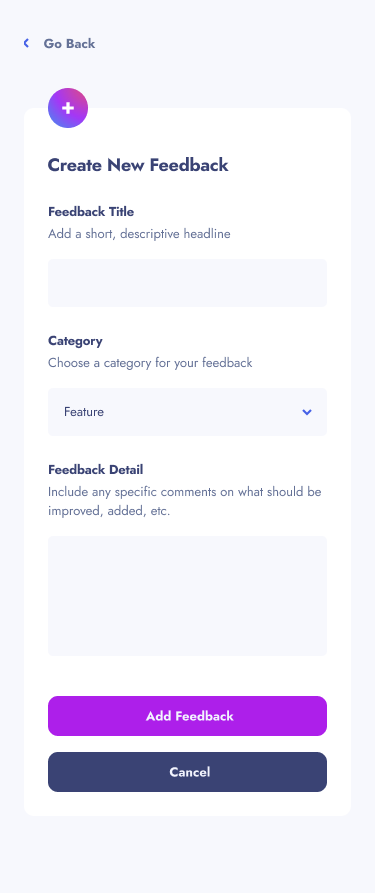 Go Back
Create New Feedback
Feedback Title
Add a short, descriptive headline
Category
Choose a category for your feedback
Feature
Feedback Detail
Include any specific comments on what should be
improved, added, etc.
Add Feedback
Cancel